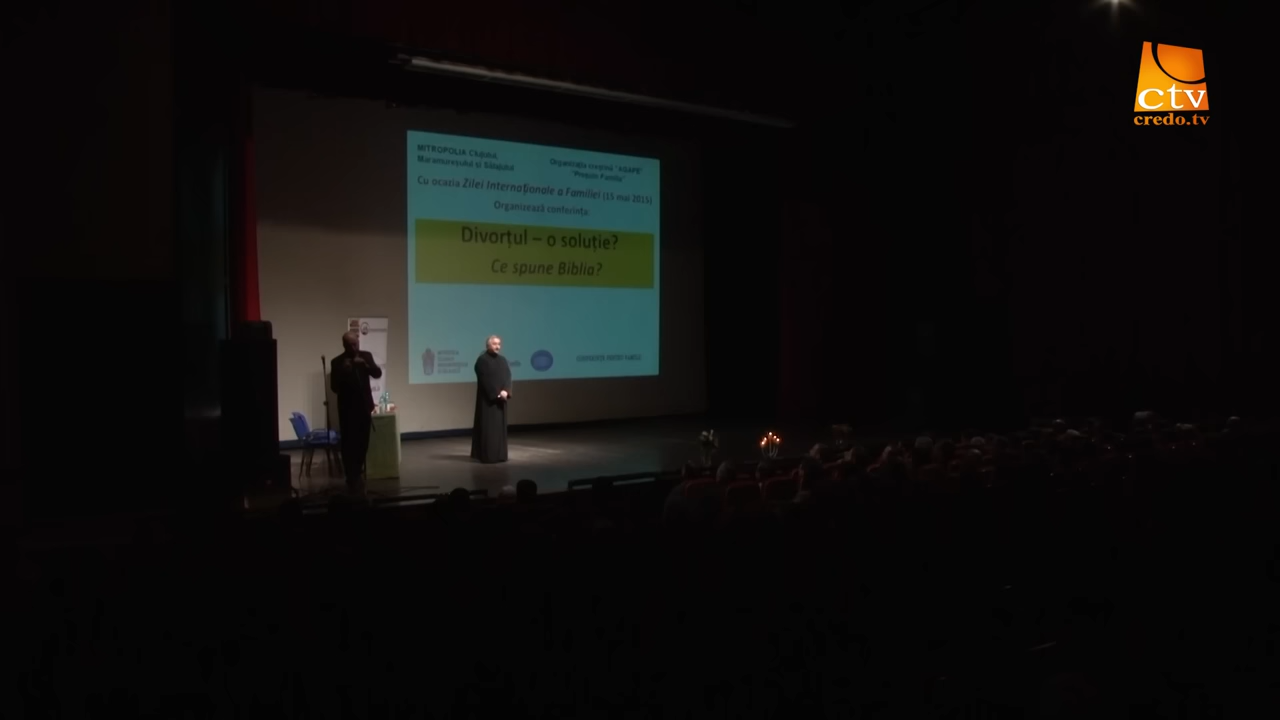 MITROPOLIA Clujului,
Maramureșului și Sălajului
Organizația creștină "AGAPE"
"Pro
Familia"
Cu ocazia Zilei Internaționale a Familiei (15 mai 2015)
Organizează conferința:
Divorțul – o soluție?
Ce spune Biblia?
ctv
credo.tv